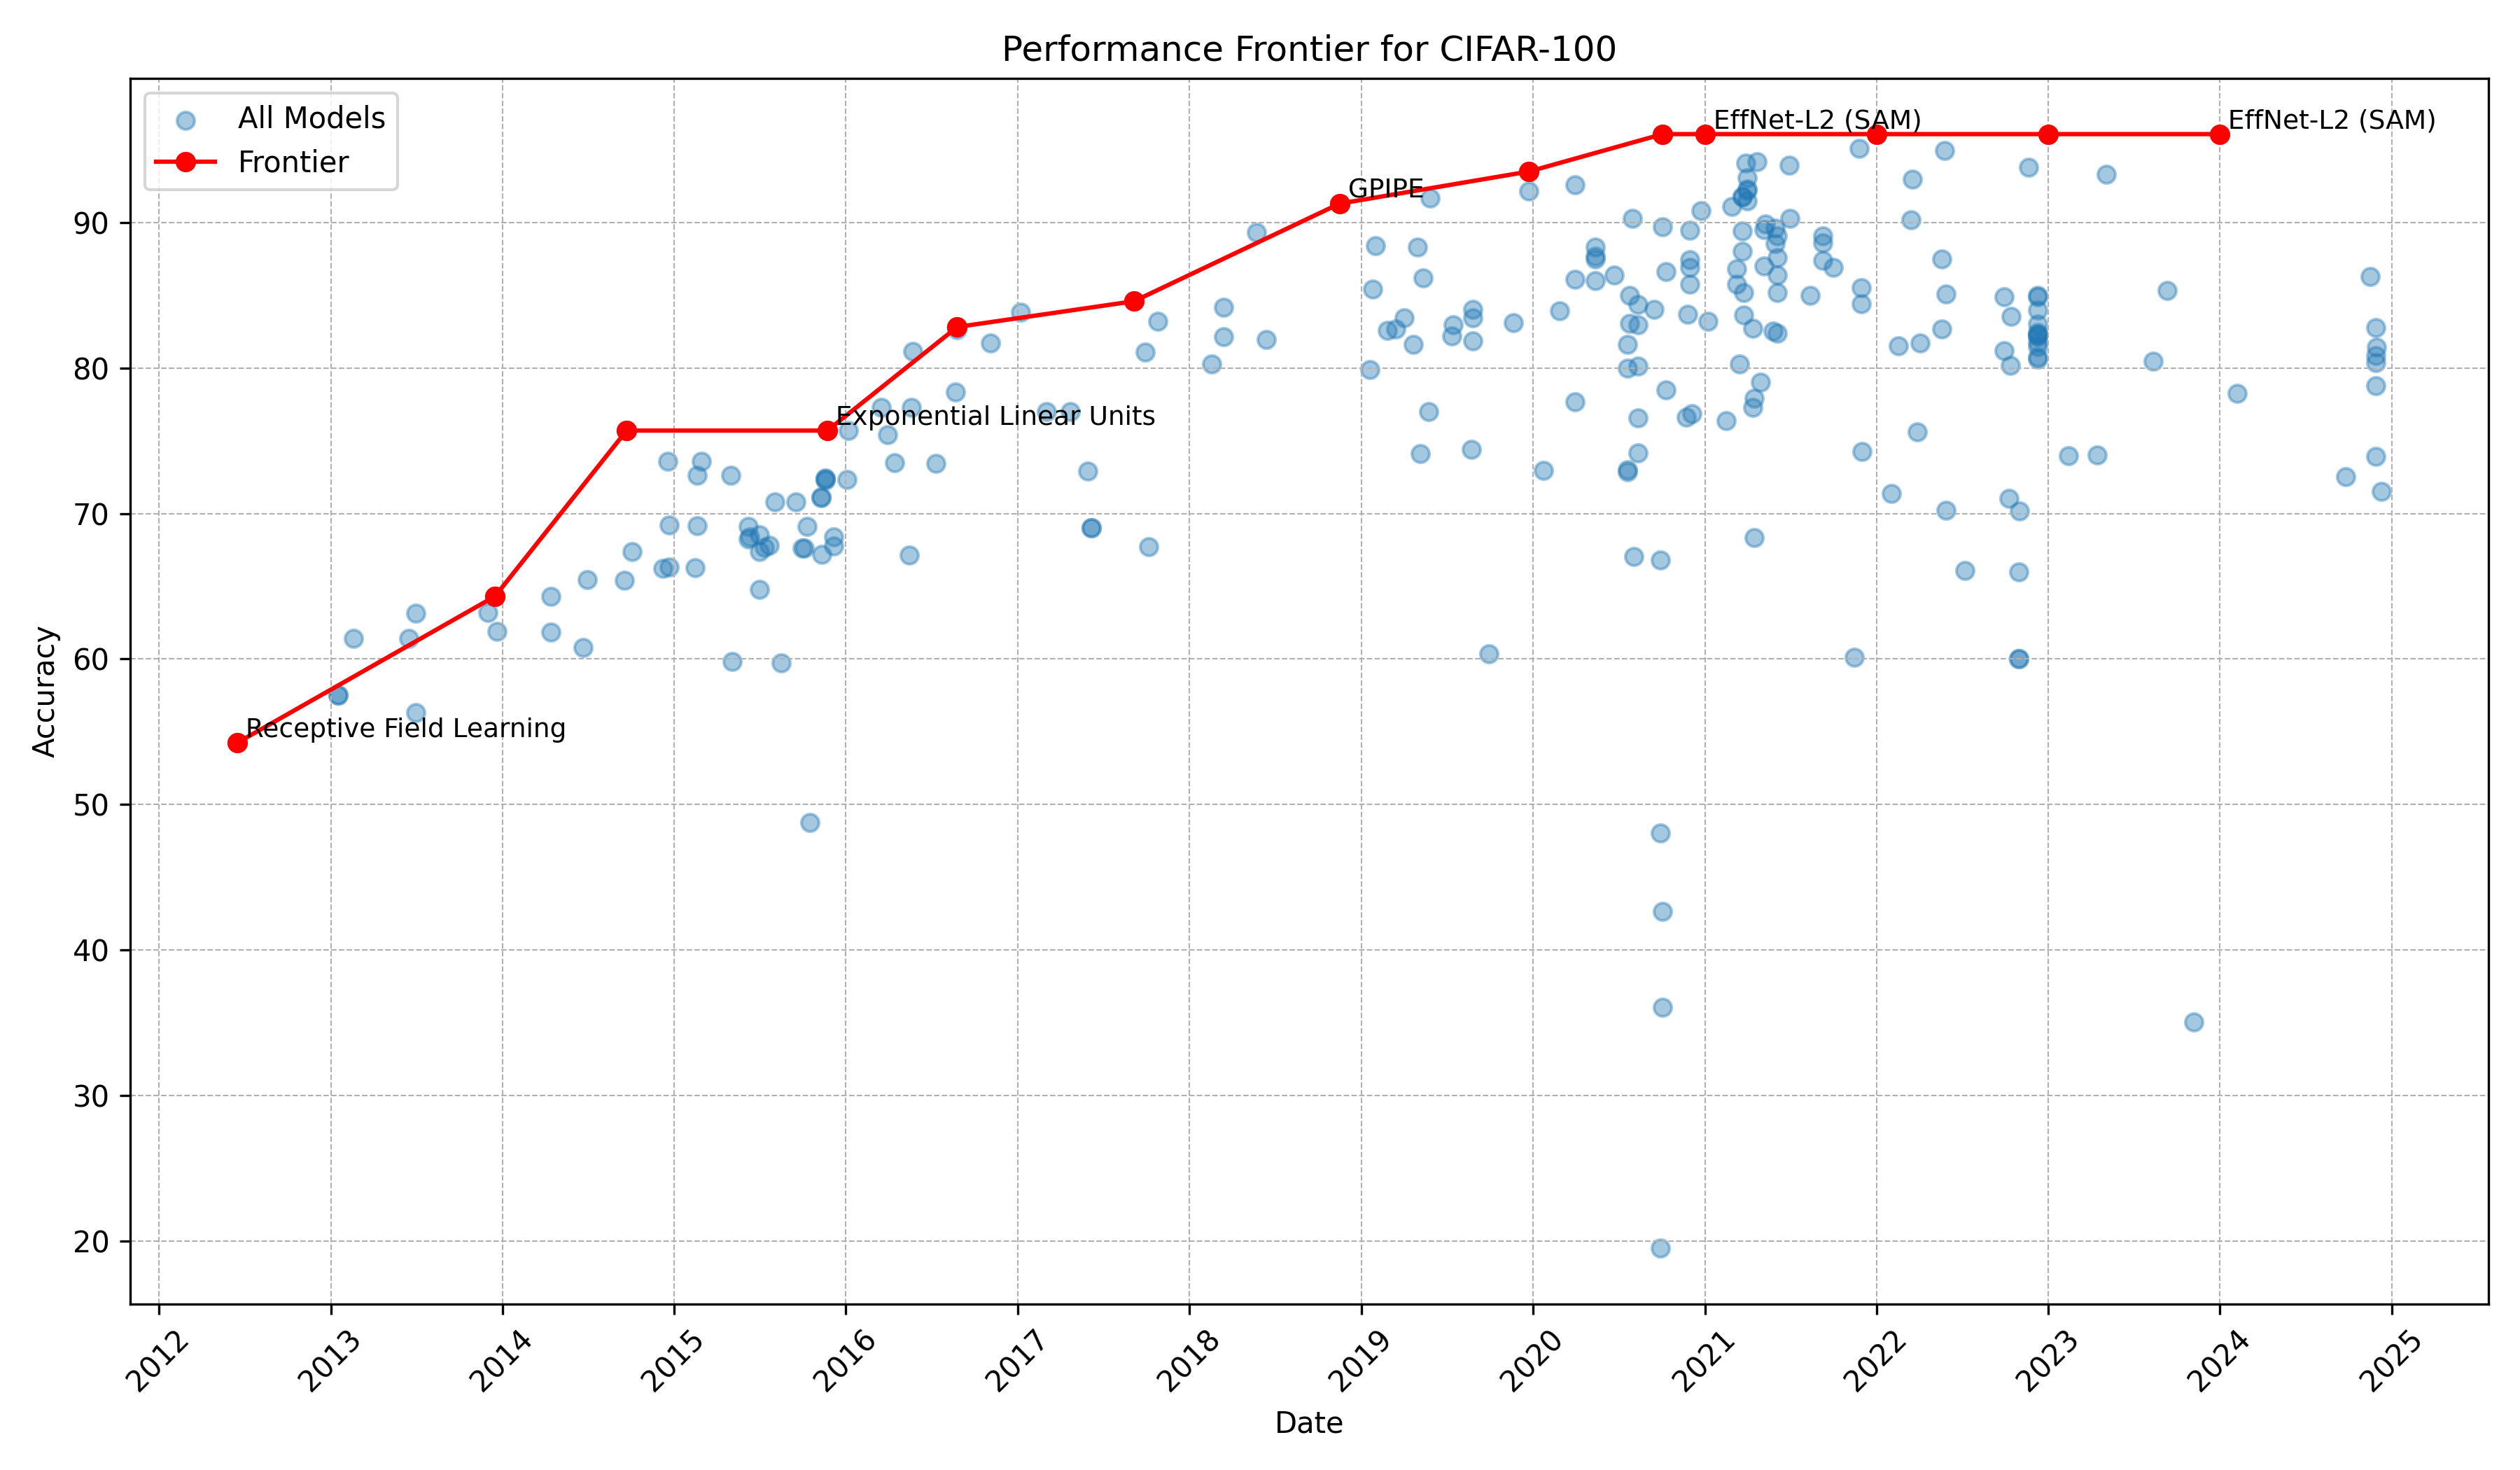 Performance Frontier for CIFAR-100
All Models
Frontier
EffNet-L2 (SAM)
EffNet-L2 (SAM)
GPIPE
Exponential Linear Units
Receptive Field Learning
Accuracy
90
80
70
60
50
40
30
20
2012
2013
2014
2015
2016
2017
2018
2019
2020
2021
2022
2023
2024
2025
Date